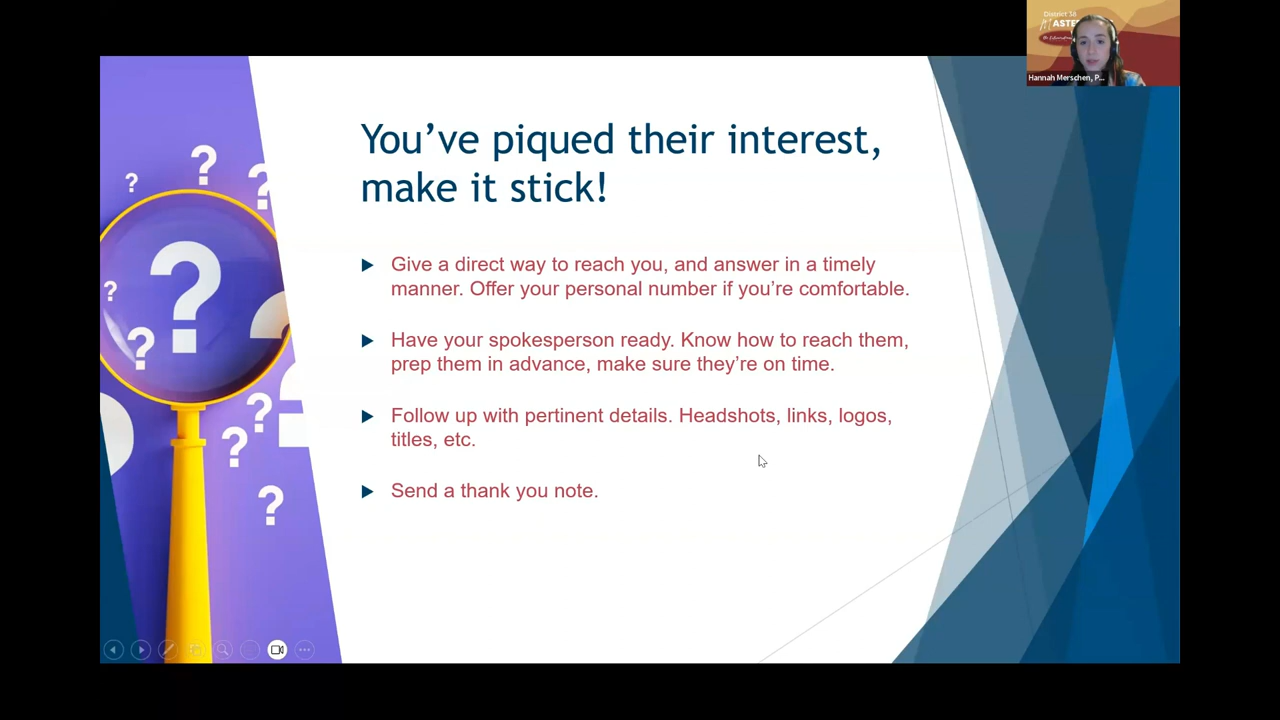 District 38
Hannah Merschen, P...
You’ve piqued their interest,
make it stick!
Give a direct way to reach you, and answer in a timely
manner. Offer your personal number if you’re comfortable.
Have your spokesperson ready. Know how to reach them,
prep them in advance, make sure they’re on time.
Follow up with pertinent details. Headshots, links, logos,
titles, etc.
Send a thank you note.
? ? ? ? ? ? ? ? ?